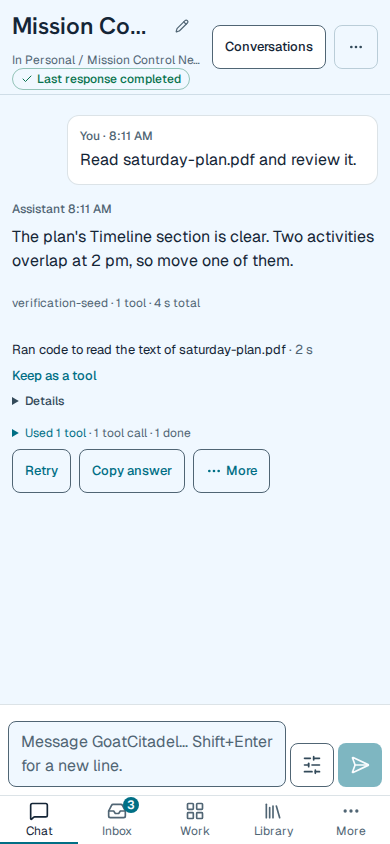 Mission Co...
In Personal / Mission Control Ne...
Last response completed
Conversations
You · 8:11 AM
Read saturday-plan.pdf and review it.
Assistant 8:11 AM
The plan's Timeline section is clear. Two activities
overlap at 2 pm, so move one of them.
verification-seed · 1 tool · 4 s total
Ran code to read the text of saturday-plan.pdf · 2 s
Keep as a tool
Details
Used 1 tool · 1 tool call · 1 done
Retry
Copy answer
··· More
Message GoatCitadel... Shift+Enter
for a new line.
3
Chat
Inbox
Work
Library
More